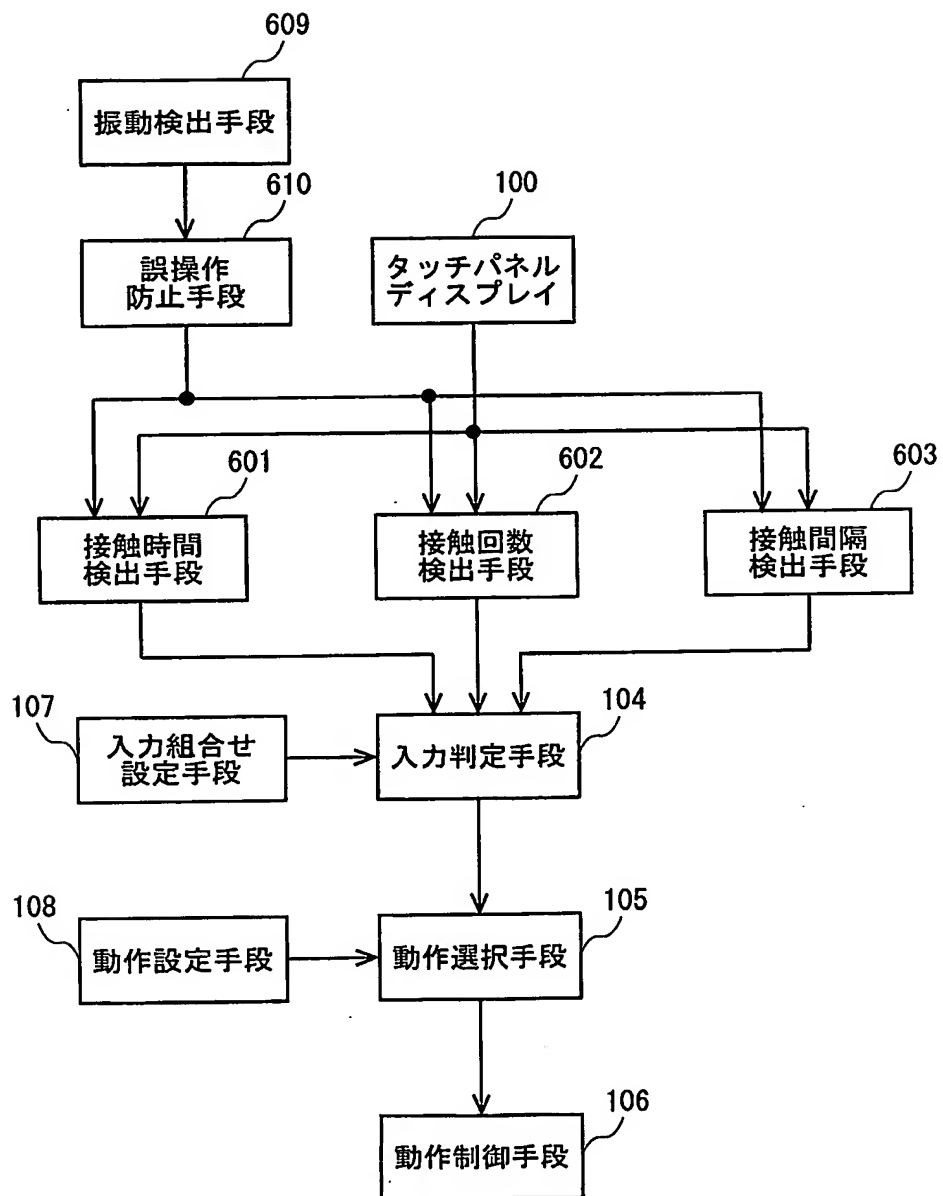 609
振動検出手段
610
誤操作
防止手段
100
タッチパネル
ディスプレイ
601
接触時間
検出手段
602
接触回数
検出手段
603
接触間隔
検出手段
107
入力組合せ
設定手段
104
入力判定手段
108
動作設定手段
105
動作選択手段
106
動作制御手段